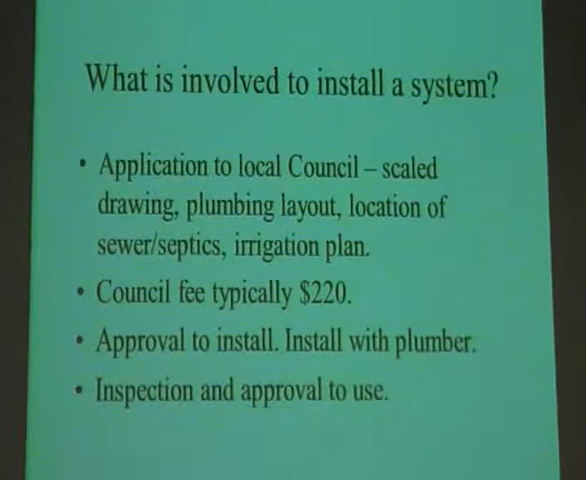 What is involved to install a system?
• Application to local Council – scaled
drawing, plumbing layout, location of
sewer/septics, irrigation plan.
• Council fee typically $220.
• Approval to install. Install with plumber.
• Inspection and approval to use.